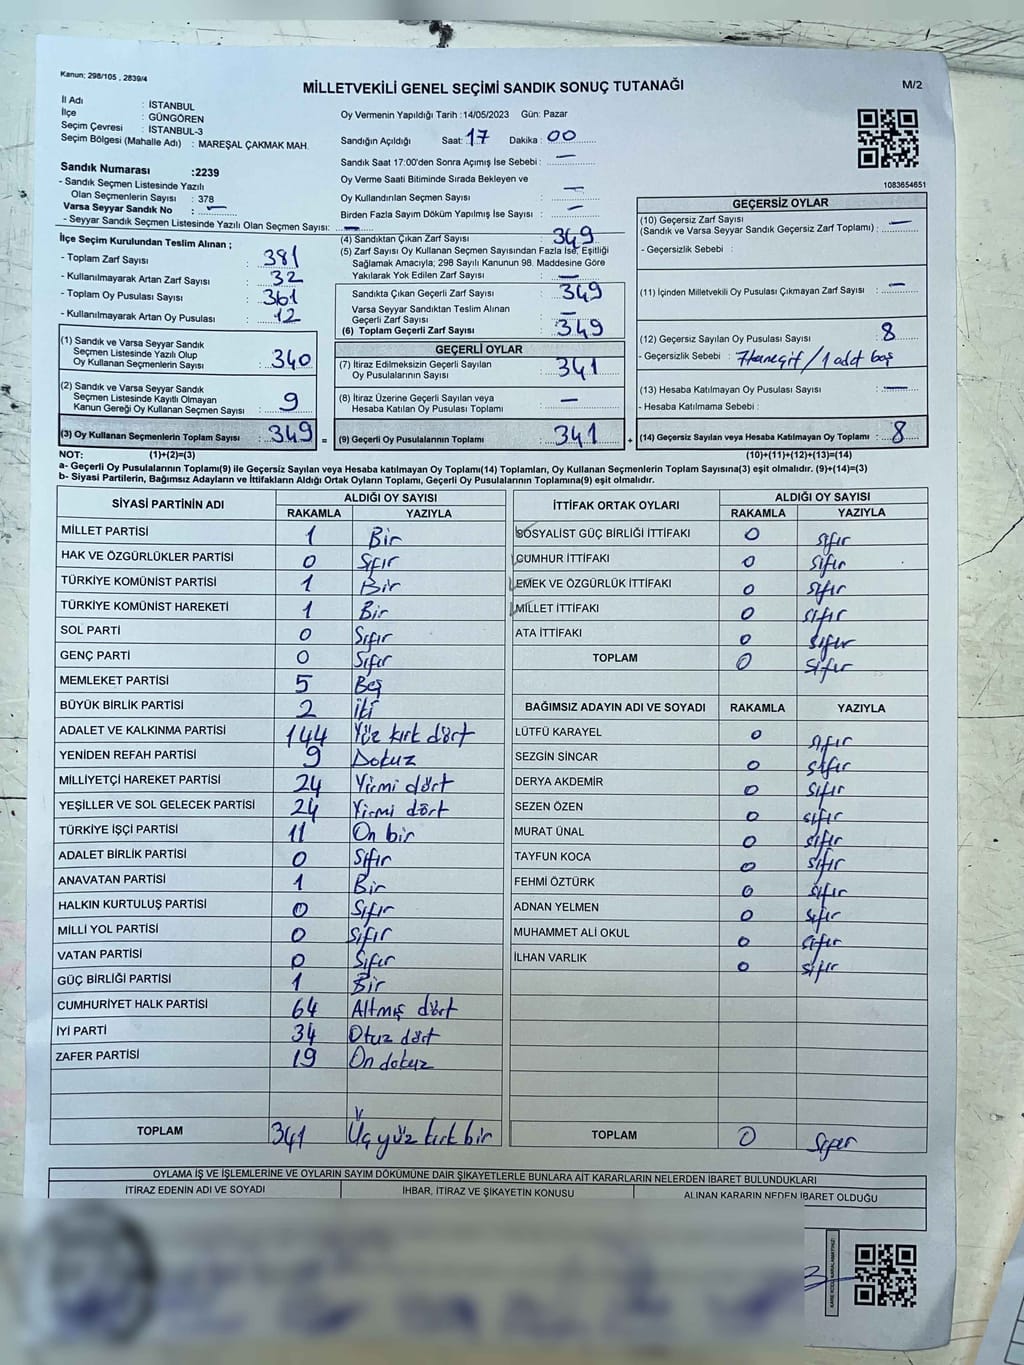 Kanun; 298/105 , 2839/4
MİLLETVEKİLİ GENEL SEÇİMİ SANDIK SONUÇ TUTANAĞI
M/2
İl Adı : İSTANBUL
İlçe : GÜNGÖREN
Seçim Çevresi : İSTANBUL-3
Seçim Bölgesi (Mahalle Adı) : MAREŞAL ÇAKMAK MAH.
Oy Vermenin Yapıldığı Tarih :14/05/2023 Gün: Pazar
Sandığın Açıldığı Saat: 17 Dakika : 00
Sandık Saat 17:00'den Sonra Açımış İse Sebebi : —
Oy Verme Saati Bitiminde Sırada Bekleyen ve
Oy Kullandırılan Seçmen Sayısı : —
Birden Fazla Sayım Döküm Yapılmış İse Sayısı : —
Sandık Numarası :2239
- Sandık Seçmen Listesinde Yazılı
Olan Seçmenlerin Sayısı : 378
Varsa Seyyar Sandık No : —
- Seyyar Sandık Seçmen Listesinde Yazılı Olan Seçmen Sayısı: —
1083654651
İlçe Seçim Kurulundan Teslim Alınan ;
- Toplam Zarf Sayısı : 381
- Kullanılmayarak Artan Zarf Sayısı : 32
- Toplam Oy Pusulası Sayısı : 361
- Kullanılmayarak Artan Oy Pusulası : 12
(1) Sandık ve Varsa Seyyar Sandık
Seçmen Listesinde Yazılı Olup
Oy Kullanan Seçmenlerin Sayısı : 340
(2) Sandık ve Varsa Seyyar Sandık
Seçmen Listesinde Kayıtlı Olmayan
Kanun Gereği Oy Kullanan Seçmen Sayısı : 9
(3) Oy Kullanan Seçmenlerin Toplam Sayısı : 349 =
(4) Sandıktan Çıkan Zarf Sayısı : 349
(5) Zarf Sayısı Oy Kullanan Seçmen Sayısından Fazla İse, Eşitliği
Sağlamak Amacıyla; 298 Sayılı Kanunun 98. Maddesine Göre
Yakılarak Yok Edilen Zarf Sayısı : —
Sandıkta Çıkan Geçerli Zarf Sayısı : 349
Varsa Seyyar Sandıktan Teslim Alınan
Geçerli Zarf Sayısı : —
(6) Toplam Geçerli Zarf Sayısı : 349
GEÇERLİ OYLAR
(7) İtiraz Edilmeksizin Geçerli Sayılan
Oy Pusulalarının Sayısı : 341
(8) İtiraz Üzerine Geçerli Sayılan veya
Hesaba Katılan Oy Pusulası Toplamı : —
(9) Geçerli Oy Pusulalarının Toplamı : 341 +
GEÇERSİZ OYLAR
(10) Geçersiz Zarf Sayısı
(Sandık ve Varsa Seyyar Sandık Geçersiz Zarf Toplamı) : —
- Geçersizlik Sebebi :
(11) İçinden Milletvekili Oy Pusulası Çıkmayan Zarf Sayısı : —
(12) Geçersiz Sayılan Oy Pusulası Sayısı : 8
- Geçersizlik Sebebi : 7 1 adet boş
(13) Hesaba Katılmayan Oy Pusulası Sayısı : —
- Hesaba Katılmama Sebebi :
(14) Geçersiz Sayılan veya Hesaba Katılmayan Oy Toplamı : 8
NOT: (1)+(2)=(3) (10)+(11)+(12)+(13)=(14)
a- Geçerli Oy Pusulalarının Toplamı(9) ile Geçersiz Sayılan veya Hesaba katılmayan Oy Toplamı(14) Toplamları, Oy Kullanan Seçmenlerin Toplam Sayısına(3) eşit olmalıdır. (9)+(14)=(3)
b- Siyasi Partilerin, Bağımsız Adayların ve İttifakların Aldığı Ortak Oyların Toplamı, Geçerli Oy Pusulalarının Toplamına(9) eşit olmalıdır.
SİYASİ PARTİNİN ADI ALDIĞI OY SAYISI
RAKAMLA YAZIYLA
MİLLET PARTİSİ 1 Bir
HAK VE ÖZGÜRLÜKLER PARTİSİ 0 Sıfır
TÜRKİYE KOMÜNİST PARTİSİ 1 Bir
TÜRKİYE KOMÜNİST HAREKETİ 1 Bir
SOL PARTİ 0 Sıfır
GENÇ PARTİ 0 Sıfır
MEMLEKET PARTİSİ 5 Beş
BÜYÜK BİRLİK PARTİSİ 2 İki
ADALET VE KALKINMA PARTİSİ 144 Yüz kırk dört
YENİDEN REFAH PARTİSİ 9 Dokuz
MİLLİYETÇİ HAREKET PARTİSİ 24 Yirmi dört
YEŞİLLER VE SOL GELECEK PARTİSİ 24 Yirmi dört
TÜRKİYE İŞÇİ PARTİSİ 11 On bir
ADALET BİRLİK PARTİSİ 0 Sıfır
ANAVATAN PARTİSİ 1 Bir
HALKIN KURTULUŞ PARTİSİ 0 Sıfır
MİLLİ YOL PARTİSİ 0 Sıfır
VATAN PARTİSİ 0 Sıfır
GÜÇ BİRLİĞİ PARTİSİ 1 Bir
CUMHURİYET HALK PARTİSİ 64 Altmış dört
İYİ PARTİ 34 Otuz dört
ZAFER PARTİSİ 19 On dokuz
TOPLAM 341 Üçyüz kırk bir
İTTİFAK ORTAK OYLARI ALDIĞI OY SAYISI
RAKAMLA YAZIYLA
SOSYALİST GÜÇ BİRLİĞİ İTTİFAKI 0 sıfır
CUMHUR İTTİFAKI 0 sıfır
EMEK VE ÖZGÜRLÜK İTTİFAKI 0 sıfır
MİLLET İTTİFAKI 0 sıfır
ATA İTTİFAKI 0 sıfır
TOPLAM 0 sıfır
BAĞIMSIZ ADAYIN ADI VE SOYADI RAKAMLA YAZIYLA
LÜTFÜ KARAYEL 0 sıfır
SEZGİN SİNCAR 0 sıfır
DERYA AKDEMİR 0 sıfır
SEZEN ÖZEN 0 sıfır
MURAT ÜNAL 0 sıfır
TAYFUN KOCA 0 sıfır
FEHMİ ÖZTÜRK 0 sıfır
ADNAN YELMEN 0 sıfır
MUHAMMET ALİ OKUL 0 sıfır
İLHAN VARLIK 0 sıfır
TOPLAM 0 sıfır
OYLAMA İŞ VE İŞLEMLERİNE VE OYLARIN SAYIM DÖKÜMÜNE DAİR ŞİKAYETLERLE BUNLARA AİT KARARLARIN NELERDEN İBARET BULUNDUKLARI
İTİRAZ EDENİN ADI VE SOYADI İHBAR, İTİRAZ VE ŞİKAYETİN KONUSU ALINAN KARARIN NEDEN İBARET OLDUĞU